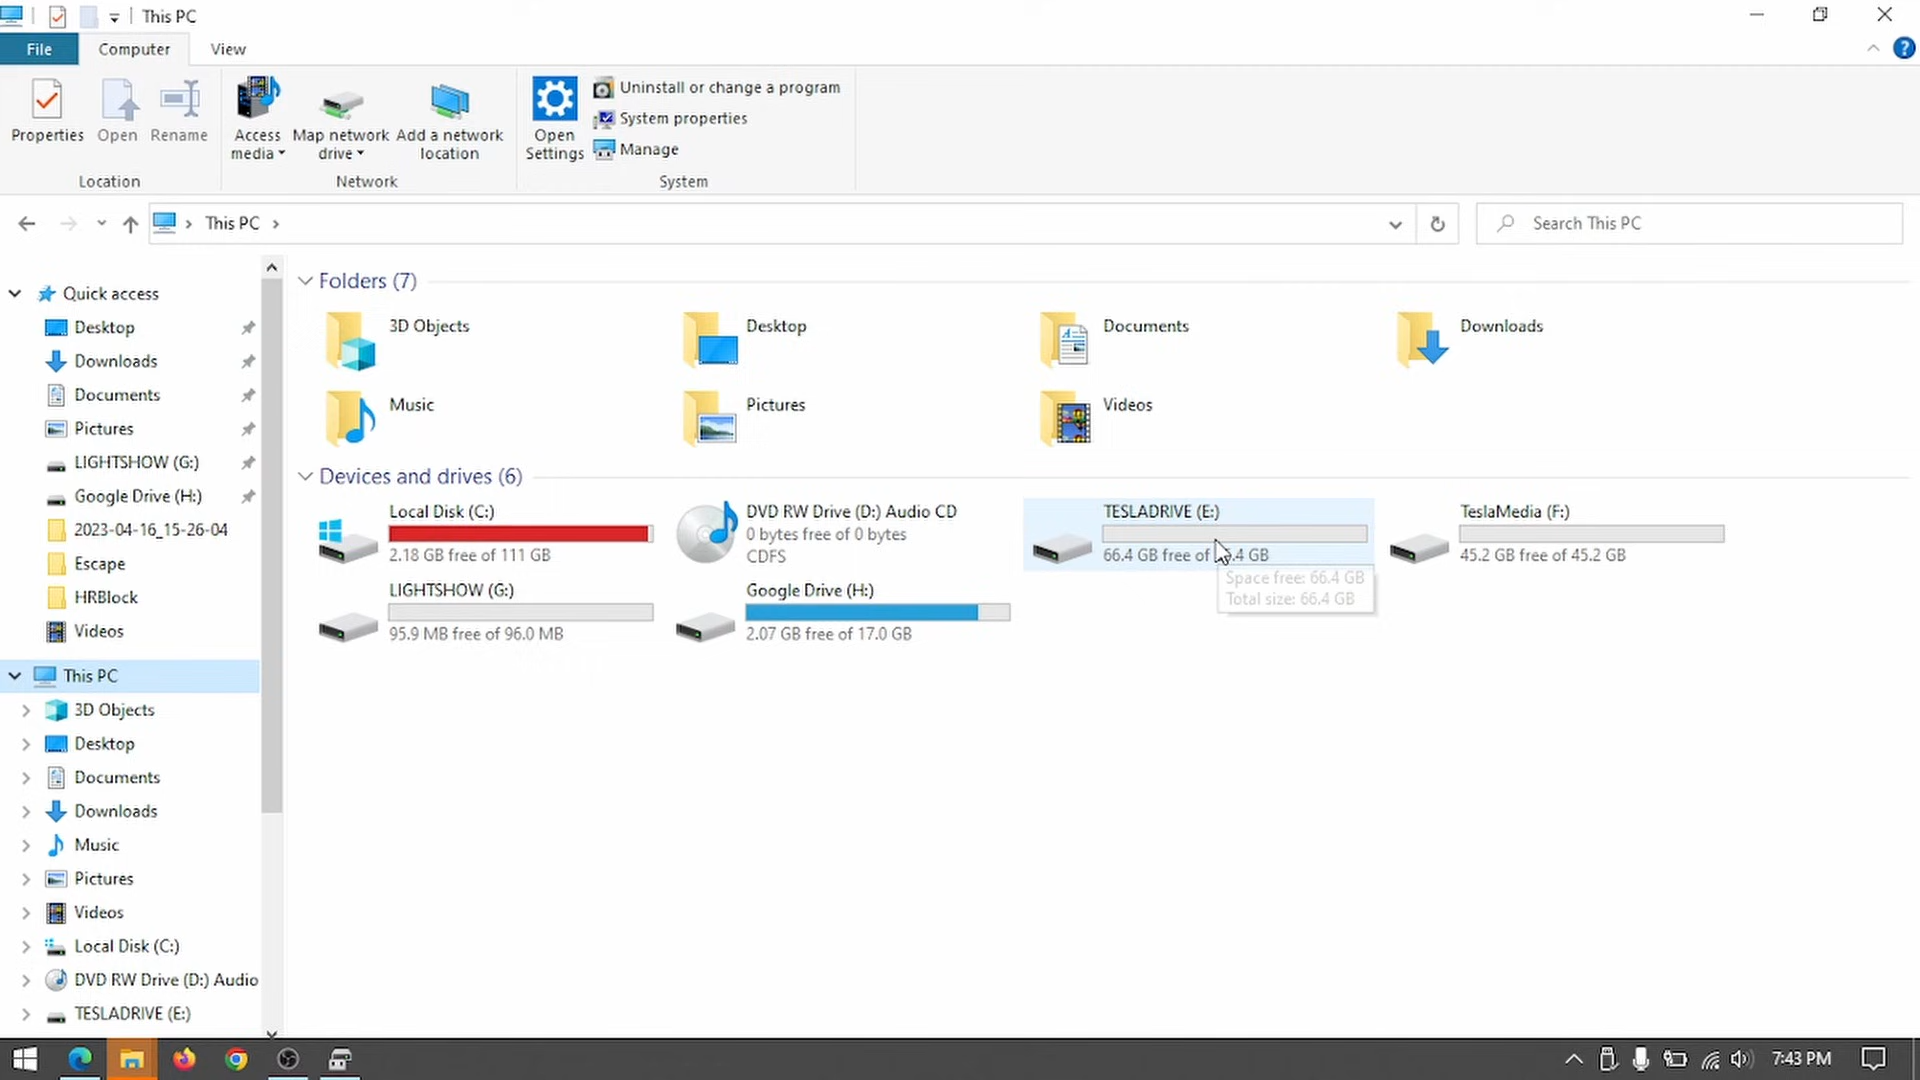 This PC
File
Computer
View
Properties
Open
Rename
Access media
Map network drive
Add a network location
Open Settings
Uninstall or change a program
System properties
Manage
Location
Network
System
This PC
Search This PC
Quick access
Desktop
Downloads
Documents
Pictures
LIGHTSHOW (G:)
Google Drive (H:)
2023-04-16_15-26-04
Escape
HRBlock
Videos
This PC
3D Objects
Desktop
Documents
Downloads
Music
Pictures
Videos
Local Disk (C:)
DVD RW Drive (D:) Audio
TESLADRIVE (E:)
Folders (7)
3D Objects
Desktop
Documents
Downloads
Music
Pictures
Videos
Devices and drives (6)
Local Disk (C:)
2.18 GB free of 111 GB
DVD RW Drive (D:) Audio CD
0 bytes free of 0 bytes
CDFS
TESLADRIVE (E:)
66.4 GB free of .4 GB
Space free: 66.4 GB
Total size: 66.4 GB
TeslaMedia (F:)
45.2 GB free of 45.2 GB
LIGHTSHOW (G:)
95.9 MB free of 96.0 MB
Google Drive (H:)
2.07 GB free of 17.0 GB
7:43 PM